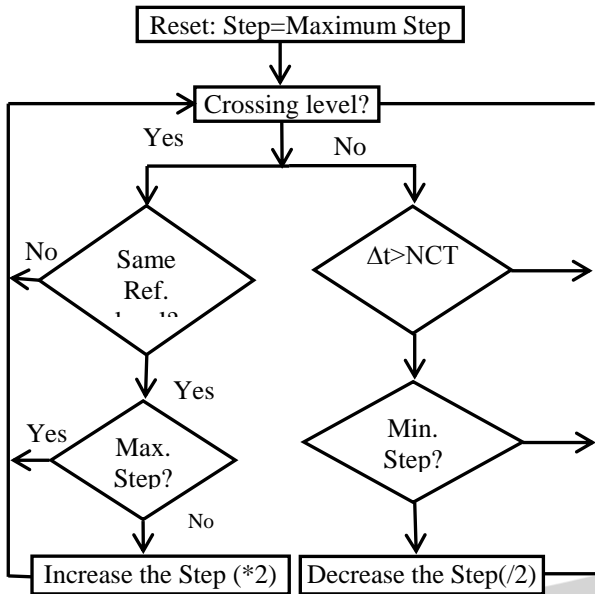 Reset: Step=Maximum Step
Crossing level?
Yes
No
No
Same
Ref.
Δt>NCT
Yes
Yes
Max.
Step?
Min.
Step?
No
Increase the Step (*2)
Decrease the Step(/2)